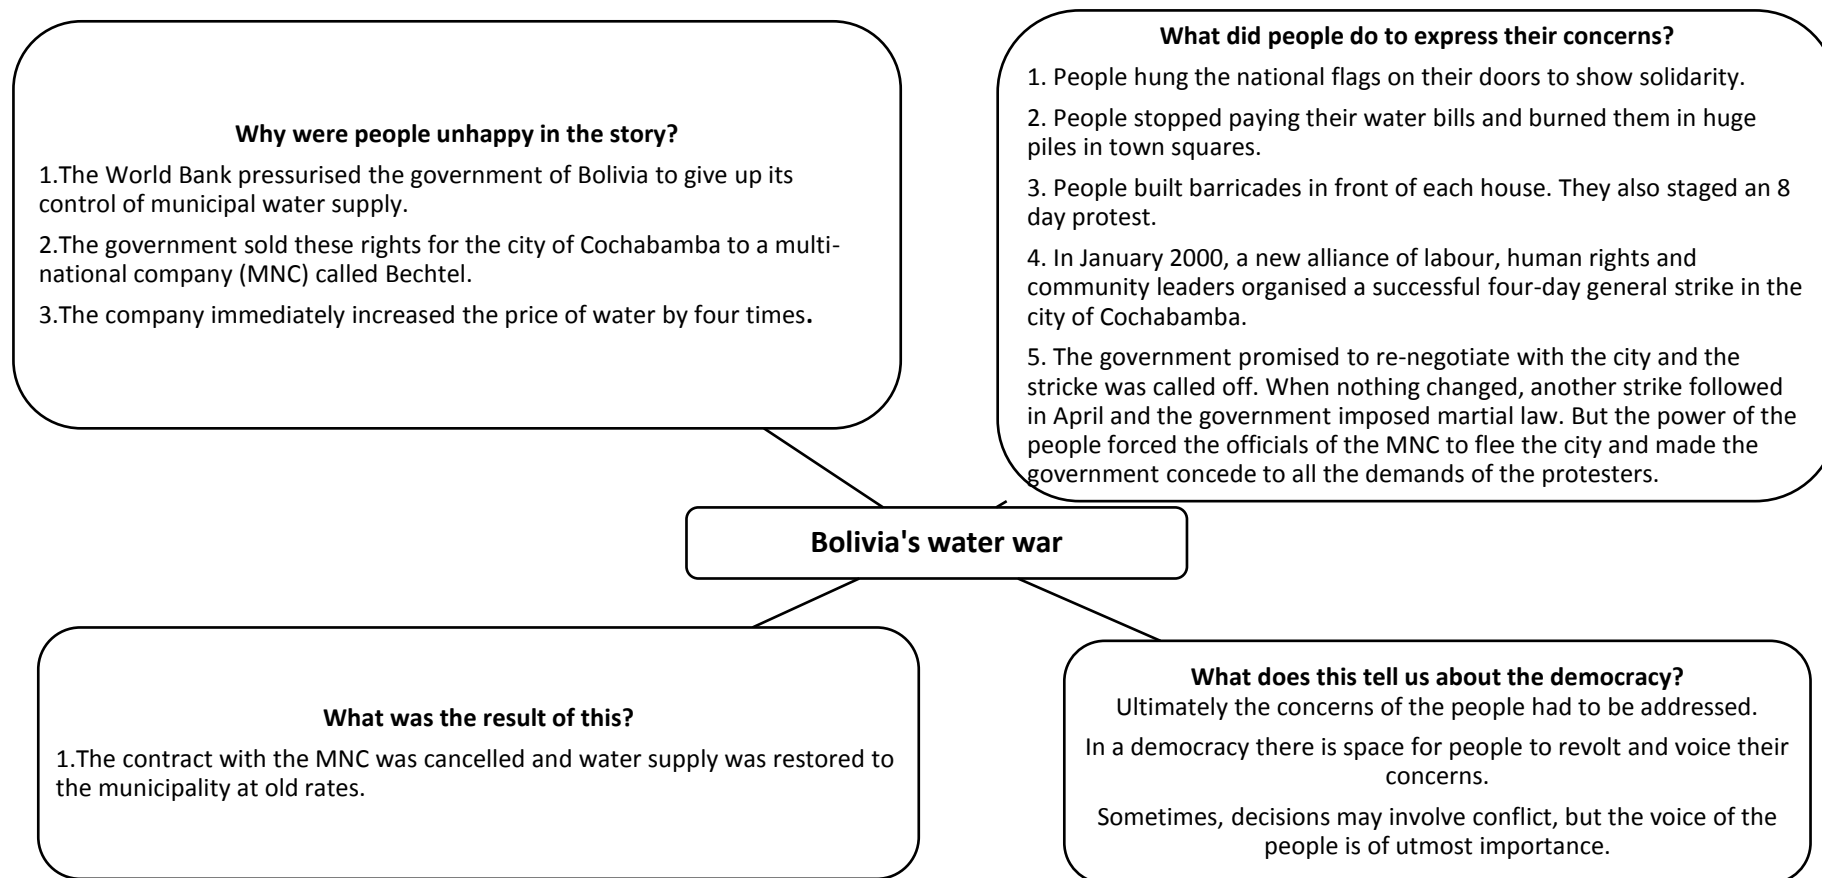 Why were people unhappy in the story?
1.The World Bank pressurised the government of Bolivia to give up its
control of municipal water supply.
2.The government sold these rights for the city of Cochabamba to a multi-
national company (MNC) called Bechtel.
3.The company immediately increased the price of water by four times.
What did people do to express their concerns?
1. People hung the national flags on their doors to show solidarity.
2. People stopped paying their water bills and burned them in huge
piles in town squares.
3. People built barricades in front of each house. They also staged an 8
day protest.
4. In January 2000, a new alliance of labour, human rights and
community leaders organised a successful four-day general strike in the
city of Cochabamba.
5. The government promised to re-negotiate with the city and the
stricke was called off. When nothing changed, another strike followed
in April and the government imposed martial law. But the power of the
people forced the officials of the MNC to flee the city and made the
government concede to all the demands of the protesters.
Bolivia's water war
What was the result of this?
1.The contract with the MNC was cancelled and water supply was restored to
the municipality at old rates.
What does this tell us about the democracy?
Ultimately the concerns of the people had to be addressed.
In a democracy there is space for people to revolt and voice their
concerns.
Sometimes, decisions may involve conflict, but the voice of the
people is of utmost importance.